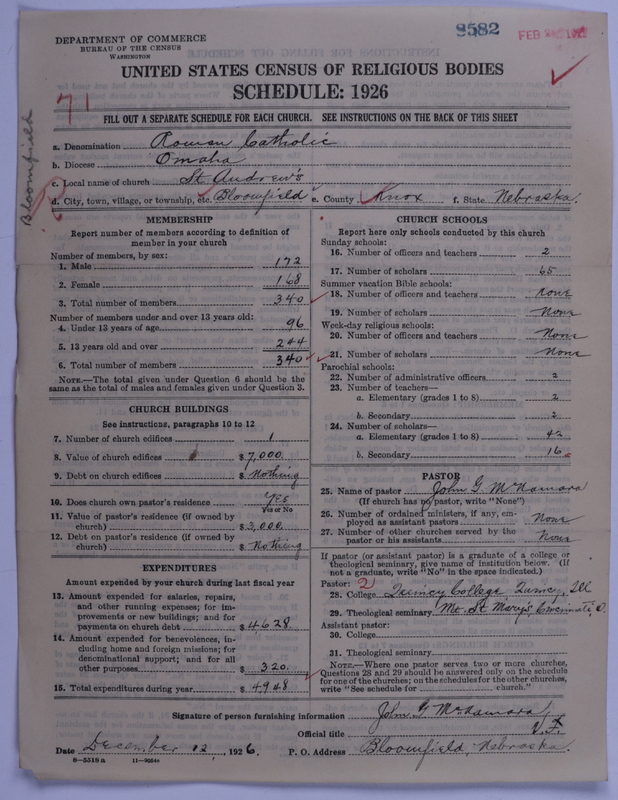 8582
FEB
DEPARTMENT OF COMMERCE
BUREAU OF THE CENSUS
WASHINGTON
UNITED STATES CENSUS OF RELIGIOUS BODIES
SCHEDULE: 1926
71
FILL OUT A SEPARATE SCHEDULE FOR EACH CHURCH. SEE INSTRUCTIONS ON THE BACK OF THIS SHEET
Bloomfield
a. Denomination Roman Catholic
b. Diocese Omaha
c. Local name of church St Andrew's
d. City, town, village, or township, etc. Bloomfield e. County Knox f. State Nebraska.
MEMBERSHIP
Report number of members according to definition of
member in your church
Number of members, by sex:
1. Male 172
2. Female 168
3. Total number of members 340
Number of members under and over 13 years old:
4. Under 13 years of age 96
5. 13 years old and over 244
6. Total number of members 340
NOTE.—The total given under Question 6 should be the
same as the total of males and females given under Question 3.
CHURCH BUILDINGS
See instructions, paragraphs 10 to 12
7. Number of church edifices 1
8. Value of church edifices $ 7,000.
9. Debt on church edifices $ Nothing
10. Does church own pastor's residence Yes
Yes or No
11. Value of pastor's residence (if owned by
church) $ 3,000.
12. Debt on pastor's residence (if owned by
church) $ Nothing
EXPENDITURES
Amount expended by your church during last fiscal year
13. Amount expended for salaries, repairs,
and other running expenses; for im-
provements or new buildings; and for
payments on church debt $ 4628.
14. Amount expended for benevolences, in-
cluding home and foreign missions; for
denominational support; and for all
other purposes $ 320.
15. Total expenditures during year $ 4948
CHURCH SCHOOLS
Report here only schools conducted by this church
Sunday schools:
16. Number of officers and teachers 2
17. Number of scholars 65
Summer vacation Bible schools:
18. Number of officers and teachers None
19. Number of scholars None
Week-day religious schools:
20. Number of officers and teachers None
21. Number of scholars None
Parochial schools:
22. Number of administrative officers 2
23. Number of teachers—
a. Elementary (grades 1 to 8) 2
b. Secondary 2
24. Number of scholars—
a. Elementary (grades 1 to 8) 42
b. Secondary 16
PASTOR
25. Name of pastor John G. McNamara
(If church has no pastor, write "None")
26. Number of ordained ministers, if any, em-
ployed as assistant pastors None
27. Number of other churches served by the
pastor or his assistants None
If pastor (or assistant pastor) is a graduate of a college or
theological seminary, give name of institution below. (If
not a graduate, write "No" in the space indicated.)
Pastor: 2
28. College Quincy College, Quincy, Ill
29. Theological seminary Mt. St Mary's, Cincinnati, O.
Assistant pastor:
30. College
31. Theological seminary
NOTE.—Where one pastor serves two or more churches,
Questions 28 and 29 should be answered only on the schedule
for one of the churches; on the schedules for the other churches,
write "See schedule for church."
Signature of person furnishing information John G. McNamara
Official title V.F.
Date December 12, 1926. P. O. Address Bloomfield, Nebraska.
8—5518a 11—9054a